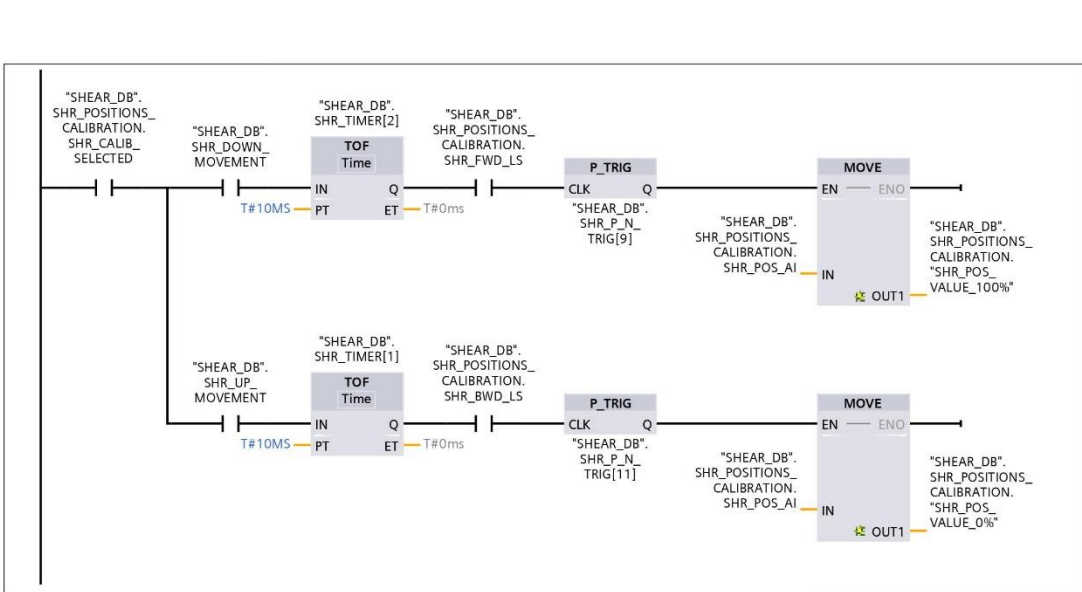 "SHEAR_DB".
SHR_POSITIONS_
CALIBRATION.
SHR_CALIB_
SELECTED
"SHEAR_DB".
SHR_DOWN_
MOVEMENT
"SHEAR_DB".
SHR_TIMER[2]
TOF
Time
IN Q
T#10MS PT ET T#0ms
"SHEAR_DB".
SHR_POSITIONS_
CALIBRATION.
SHR_FWD_LS
P_TRIG
CLK Q
"SHEAR_DB".
SHR_P_N_
TRIG[9]
MOVE
EN ENO
"SHEAR_DB".
SHR_POSITIONS_
CALIBRATION.
SHR_POS_AI
IN
OUT1
"SHEAR_DB".
SHR_POSITIONS_
CALIBRATION.
"SHR_POS_
VALUE_100%"
"SHEAR_DB".
SHR_UP_
MOVEMENT
"SHEAR_DB".
SHR_TIMER[1]
TOF
Time
IN Q
T#10MS PT ET T#0ms
"SHEAR_DB".
SHR_POSITIONS_
CALIBRATION.
SHR_BWD_LS
P_TRIG
CLK Q
"SHEAR_DB".
SHR_P_N_
TRIG[11]
MOVE
EN ENO
"SHEAR_DB".
SHR_POSITIONS_
CALIBRATION.
SHR_POS_AI
IN
OUT1
"SHEAR_DB".
SHR_POSITIONS_
CALIBRATION.
"SHR_POS_
VALUE_0%"